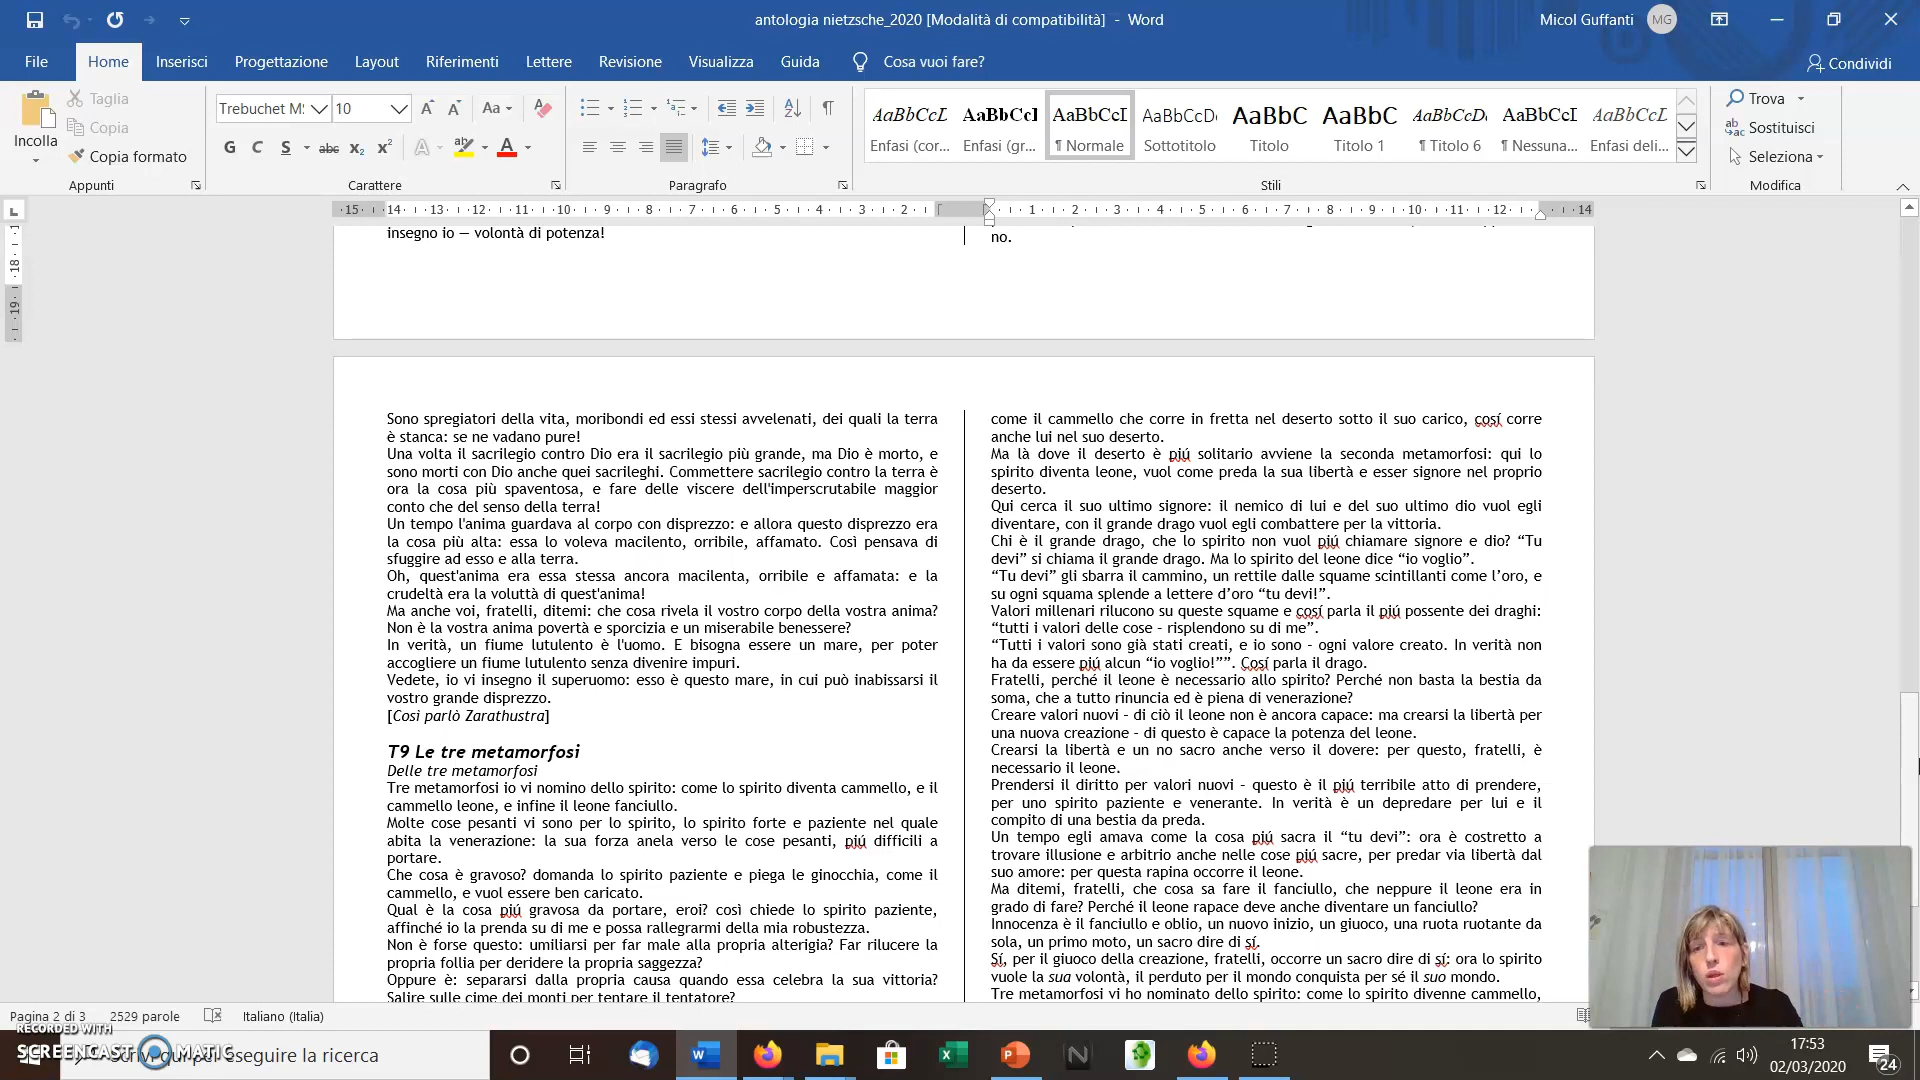 antologia nietzsche_2020 [Modalità di compatibilità] - Word
Micol Guffanti
MG
File
Home
Inserisci
Progettazione
Layout
Riferimenti
Lettere
Revisione
Visualizza
Guida
Cosa vuoi fare?
Condividi
Incolla
Taglia
Copia
Copia formato
Appunti
Trebuchet M
10
Aa
G C S abc x₂ x²
Carattere
Paragrafo
AaBbCcL
Enfasi (cor...
AaBbCcI
Enfasi (gr...
AaBbCcI
¶ Normale
AaBbCcD
Sottotitolo
AaBbC
Titolo
AaBbC
Titolo 1
AaBbCcD
¶ Titolo 6
AaBbCcI
¶ Nessuna...
AaBbCcL
Enfasi deli...
Stili
Trova
Sostituisci
Seleziona
Modifica
15 14 13 12 11 10 9 8 7 6 5 4 3 2 1 2 3 4 5 6 7 8 9 10 11 12 14
18
19
insegno io — volontà di potenza!
no.
Sono spregiatori della vita, moribondi ed essi stessi avvelenati, dei quali la terra
è stanca: se ne vadano pure!
Una volta il sacrilegio contro Dio era il sacrilegio più grande, ma Dio è morto, e
sono morti con Dio anche quei sacrileghi. Commettere sacrilegio contro la terra è
ora la cosa più spaventosa, e fare delle viscere dell'imperscrutabile maggior
conto che del senso della terra!
Un tempo l'anima guardava al corpo con disprezzo: e allora questo disprezzo era
la cosa più alta: essa lo voleva macilento, orribile, affamato. Così pensava di
sfuggire ad esso e alla terra.
Oh, quest'anima era essa stessa ancora macilenta, orribile e affamata: e la
crudeltà era la voluttà di quest'anima!
Ma anche voi, fratelli, ditemi: che cosa rivela il vostro corpo della vostra anima?
Non è la vostra anima povertà e sporcizia e un miserabile benessere?
In verità, un fiume lutulento è l'uomo. E bisogna essere un mare, per poter
accogliere un fiume lutulento senza divenire impuri.
Vedete, io vi insegno il superuomo: esso è questo mare, in cui può inabissarsi il
vostro grande disprezzo.
[Così parlò Zarathustra]
T9 Le tre metamorfosi
Delle tre metamorfosi
Tre metamorfosi io vi nomino dello spirito: come lo spirito diventa cammello, e il
cammello leone, e infine il leone fanciullo.
Molte cose pesanti vi sono per lo spirito, lo spirito forte e paziente nel quale
abita la venerazione: la sua forza anela verso le cose pesanti, piú difficili a
portare.
Che cosa è gravoso? domanda lo spirito paziente e piega le ginocchia, come il
cammello, e vuol essere ben caricato.
Qual è la cosa piú gravosa da portare, eroi? così chiede lo spirito paziente,
affinché io la prenda su di me e possa rallegrarmi della mia robustezza.
Non è forse questo: umiliarsi per far male alla propria alterigia? Far rilucere la
propria follia per deridere la propria saggezza?
Oppure è: separarsi dalla propria causa quando essa celebra la sua vittoria?
Salire sulle cime dei monti per tentare il tentatore?
come il cammello che corre in fretta nel deserto sotto il suo carico, cosí corre
anche lui nel suo deserto.
Ma là dove il deserto è piú solitario avviene la seconda metamorfosi: qui lo
spirito diventa leone, vuol come preda la sua libertà e esser signore nel proprio
deserto.
Qui cerca il suo ultimo signore: il nemico di lui e del suo ultimo dio vuol egli
diventare, con il grande drago vuol egli combattere per la vittoria.
Chi è il grande drago, che lo spirito non vuol piú chiamare signore e dio? “Tu
devi” si chiama il grande drago. Ma lo spirito del leone dice “io voglio”.
“Tu devi” gli sbarra il cammino, un rettile dalle squame scintillanti come l’oro, e
su ogni squama splende a lettere d’oro “tu devi!”.
Valori millenari rilucono su queste squame e cosí parla il piú possente dei draghi:
“tutti i valori delle cose - risplendono su di me”.
“Tutti i valori sono già stati creati, e io sono - ogni valore creato. In verità non
ha da essere piú alcun “io voglio!””. Cosí parla il drago.
Fratelli, perché il leone è necessario allo spirito? Perché non basta la bestia da
soma, che a tutto rinuncia ed è piena di venerazione?
Creare valori nuovi - di ciò il leone non è ancora capace: ma crearsi la libertà per
una nuova creazione - di questo è capace la potenza del leone.
Crearsi la libertà e un no sacro anche verso il dovere: per questo, fratelli, è
necessario il leone.
Prendersi il diritto per valori nuovi - questo è il piú terribile atto di prendere,
per uno spirito paziente e venerante. In verità è un depredare per lui e il
compito di una bestia da preda.
Un tempo egli amava come la cosa piú sacra il “tu devi”: ora è costretto a
trovare illusione e arbitrio anche nelle cose piú sacre, per predar via libertà dal
suo amore: per questa rapina occorre il leone.
Ma ditemi, fratelli, che cosa sa fare il fanciullo, che neppure il leone era in
grado di fare? Perché il leone rapace deve anche diventare un fanciullo?
Innocenza è il fanciullo e oblio, un nuovo inizio, un giuoco, una ruota ruotante da
sola, un primo moto, un sacro dire di sí.
Sí, per il giuoco della creazione, fratelli, occorre un sacro dire di sí: ora lo spirito
vuole la sua volontà, il perduto per il mondo conquista per sé il suo mondo.
Tre metamorfosi vi ho nominato dello spirito: come lo spirito divenne cammello,
Pagina 2 di 3
2529 parole
Italiano (Italia)
RECORDED WITH
SCREENCAST MATIC
eseguire la ricerca
17:53
02/03/2020
24